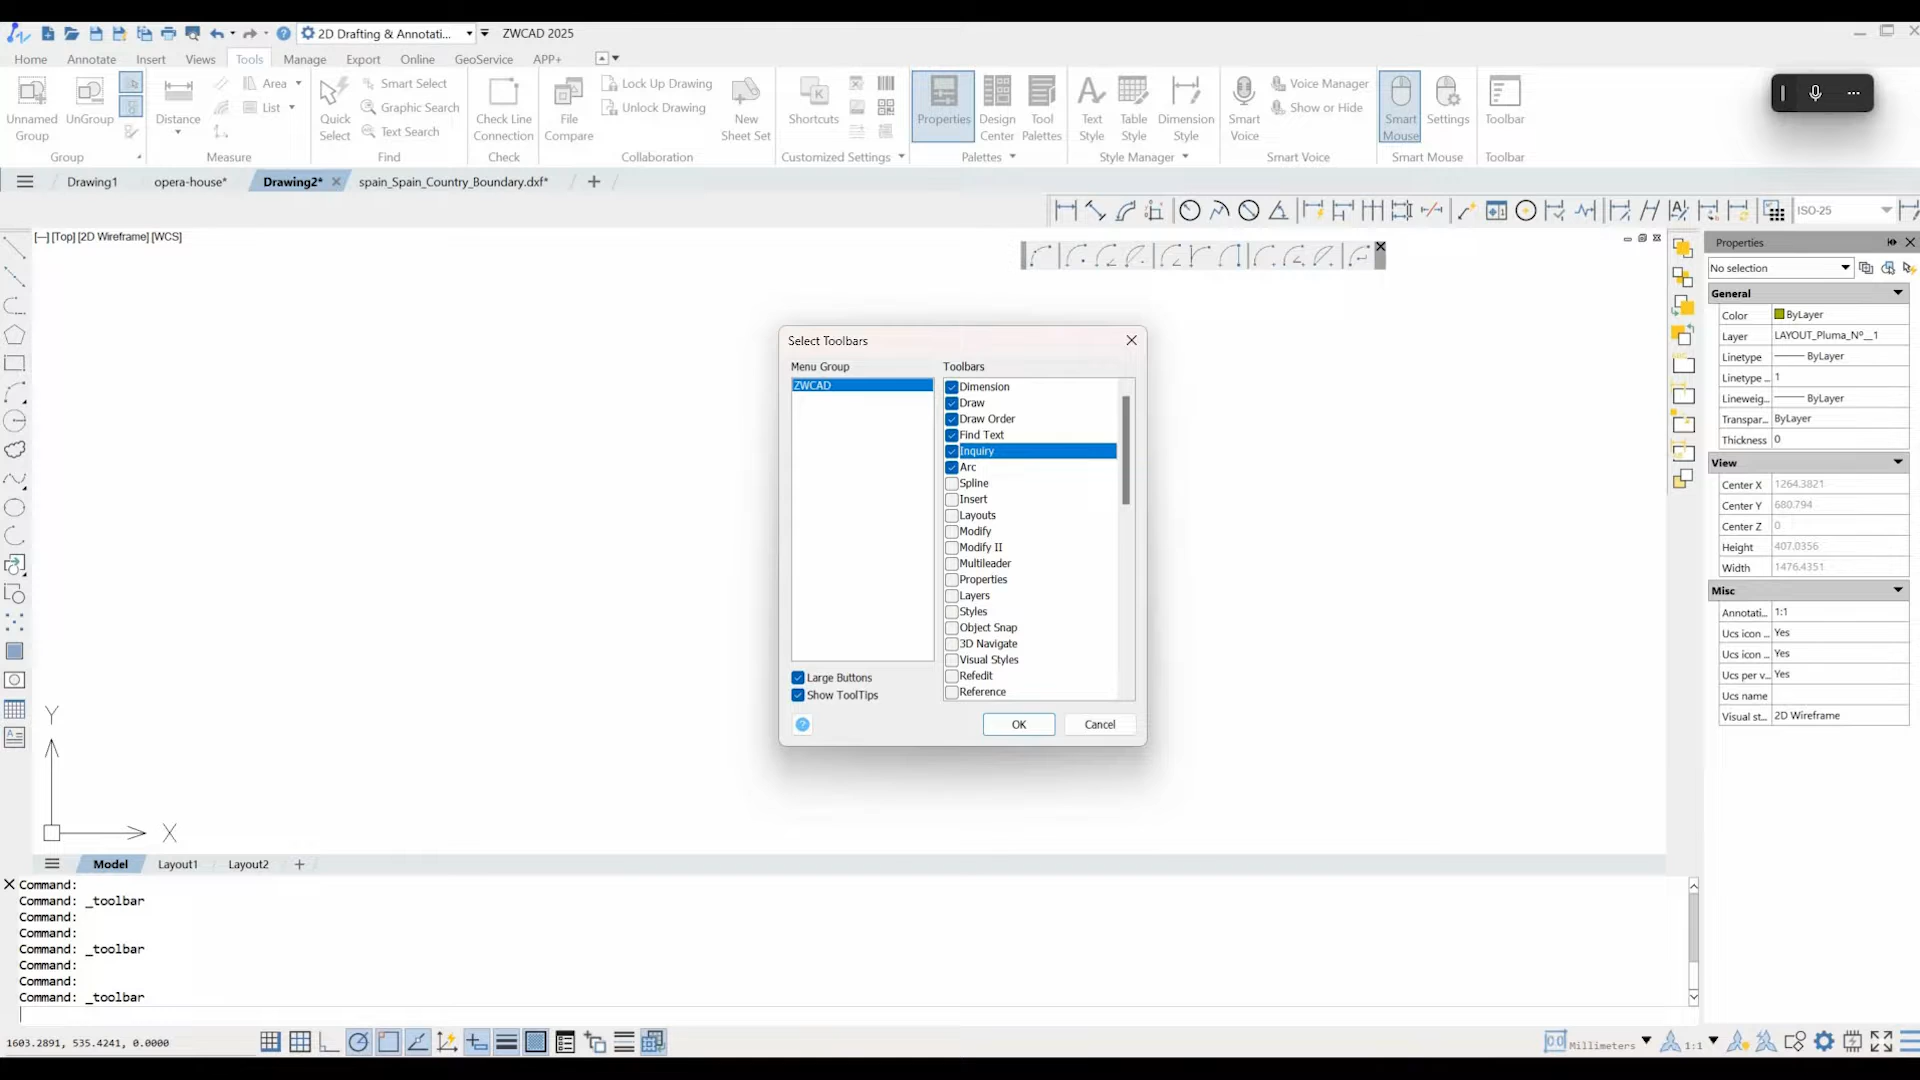 2D Drafting & Annotati... ZWCAD 2025
Home Annotate Insert Views Tools Manage Export Online GeoService APP+
Unnamed Group
UnGroup
Group
Distance
Area
List
Measure
Quick Select
Smart Select
Graphic Search
Text Search
Find
Check Line Connection
Check
File Compare
Lock Up Drawing
Unlock Drawing
New Sheet Set
Collaboration
Shortcuts
Customized Settings
Properties
Design Center
Tool Palettes
Palettes
Text Style
Table Style
Dimension Style
Style Manager
Smart Voice
Voice Manager
Show or Hide
Smart Voice
Smart Mouse
Settings
Smart Mouse
Toolbar
Toolbar
Drawing1 opera-house* Drawing2* spain_Spain_Country_Boundary.dxf*
ISO-25
[—] [Top] [2D Wireframe] [WCS]
Select Toolbars
Menu Group
ZWCAD
Toolbars
Dimension
Draw
Draw Order
Find Text
Inquiry
Arc
Spline
Insert
Layouts
Modify
Modify II
Multileader
Properties
Layers
Styles
Object Snap
3D Navigate
Visual Styles
Refedit
Reference
Large Buttons
Show ToolTips
OK Cancel
Properties
No selection
General
Color ByLayer
Layer LAYOUT_Pluma_Nº__1
Linetype ByLayer
Linetype ... 1
Lineweig... ByLayer
Transpar... ByLayer
Thickness 0
View
Center X 1264.3821
Center Y 680.794
Center Z 0
Height 407.0356
Width 1476.4351
Misc
Annotati... 1:1
Ucs icon ... Yes
Ucs icon ... Yes
Ucs per v... Yes
Ucs name
Visual st... 2D Wireframe
Y
X
Model Layout1 Layout2
Command:
Command: _toolbar
Command:
Command:
Command: _toolbar
Command:
Command:
Command: _toolbar
1603.2891, 535.4241, 0.0000
Millimeters 1:1